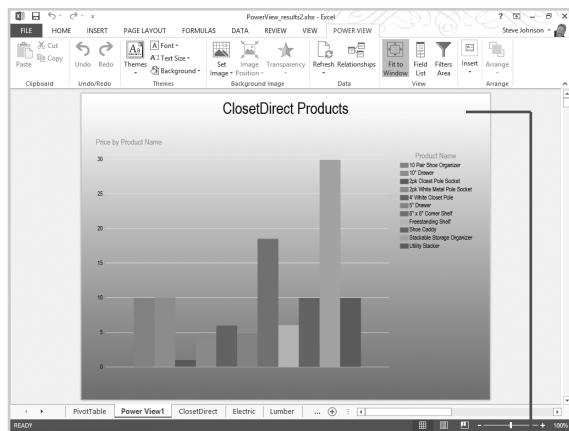 PowerView_results2.xlsx - Excel
FILE HOME INSERT PAGE LAYOUT FORMULAS DATA REVIEW VIEW POWER VIEW Steve Johnson
Paste Cut Copy
Clipboard
Undo Redo
Undo/Redo
Themes Font Text Size Background
Themes
Set Image Image Position Transparency
Background Image
Refresh Relationships
Data
Fit to Window Field List Filters Area
View
Insert
Arrange
Arrange
ClosetDirect Products
Price by Product Name
30
25
20
15
10
5
0
Product Name
10 Pair Shoe Organizer
10" Drawer
2pk Closet Pole Socket
2pk White Metal Pole Socket
4' White Closet Pole
5" Drawer
8" x 8" Corner Shelf
Freestanding Shelf
Shoe Caddy
Stackable Storage Organizer
Utility Stacker
PivotTable Power View1 ClosetDirect Electric Lumber ...
READY 100%